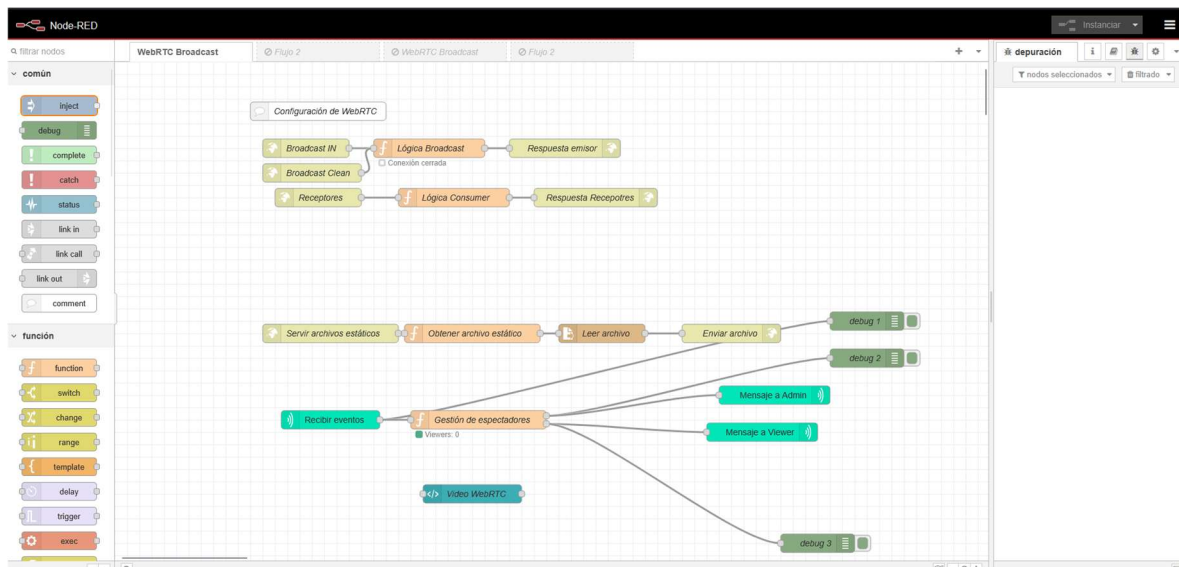 Node-RED
Instanciar
filtrar nodos
WebRTC Broadcast
Flujo 2
WebRTC Broadcast
Flujo 2
depuración
nodos seleccionados
filtrado
común
inject
debug
complete
catch
status
link in
link call
link out
comment
función
function
switch
change
range
template
delay
trigger
exec
Configuración de WebRTC
Broadcast IN
Lógica Broadcast
Respuesta emisor
Conexión cerrada
Broadcast Clean
Receptores
Lógica Consumer
Respuesta Recepotres
debug 1
Servir archivos estáticos
Obtener archivo estático
Leer archivo
Enviar archivo
debug 2
Mensaje a Admin
Recibir eventos
Gestión de espectadores
Viewers: 0
Mensaje a Viewer
Video WebRTC
debug 3